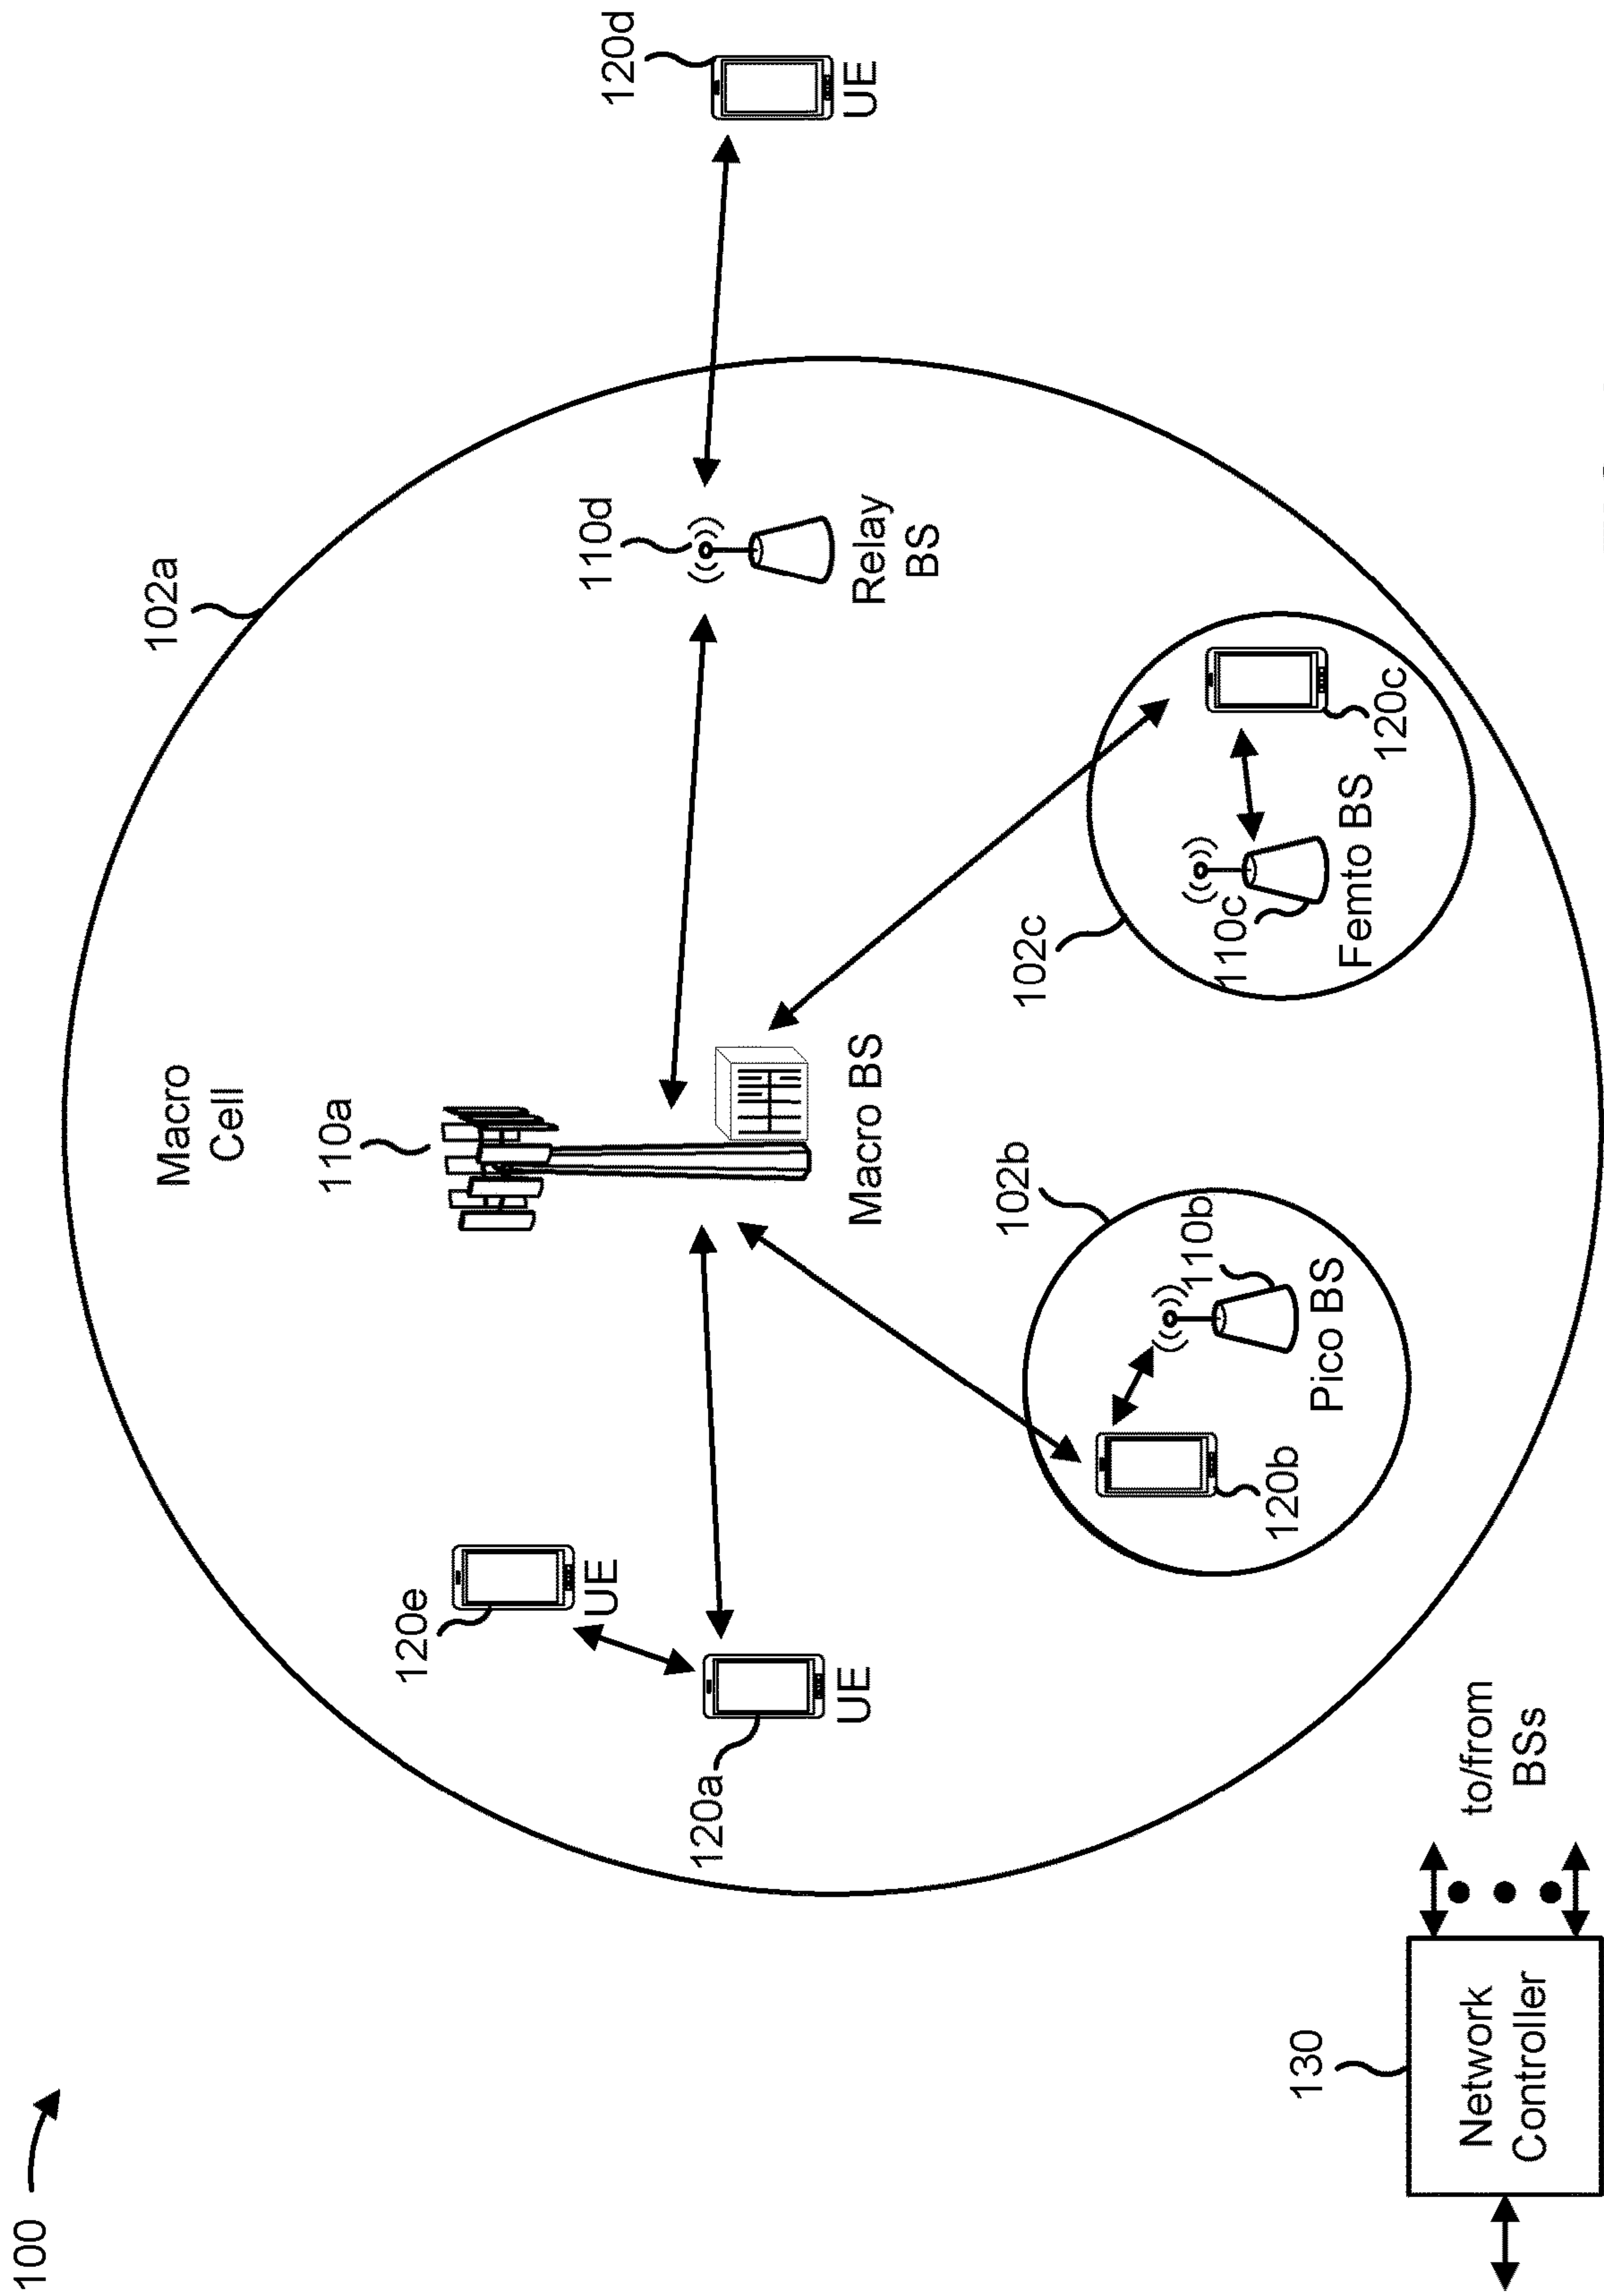 100
102a
Macro
Cell
110a
120e
UE
110d
120d
UE
120a
UE
Macro BS
Relay
BS
102b
102c
110b
Pico BS
120b
110c
Femto BS
120c
130
Network
Controller
to/from
BSs